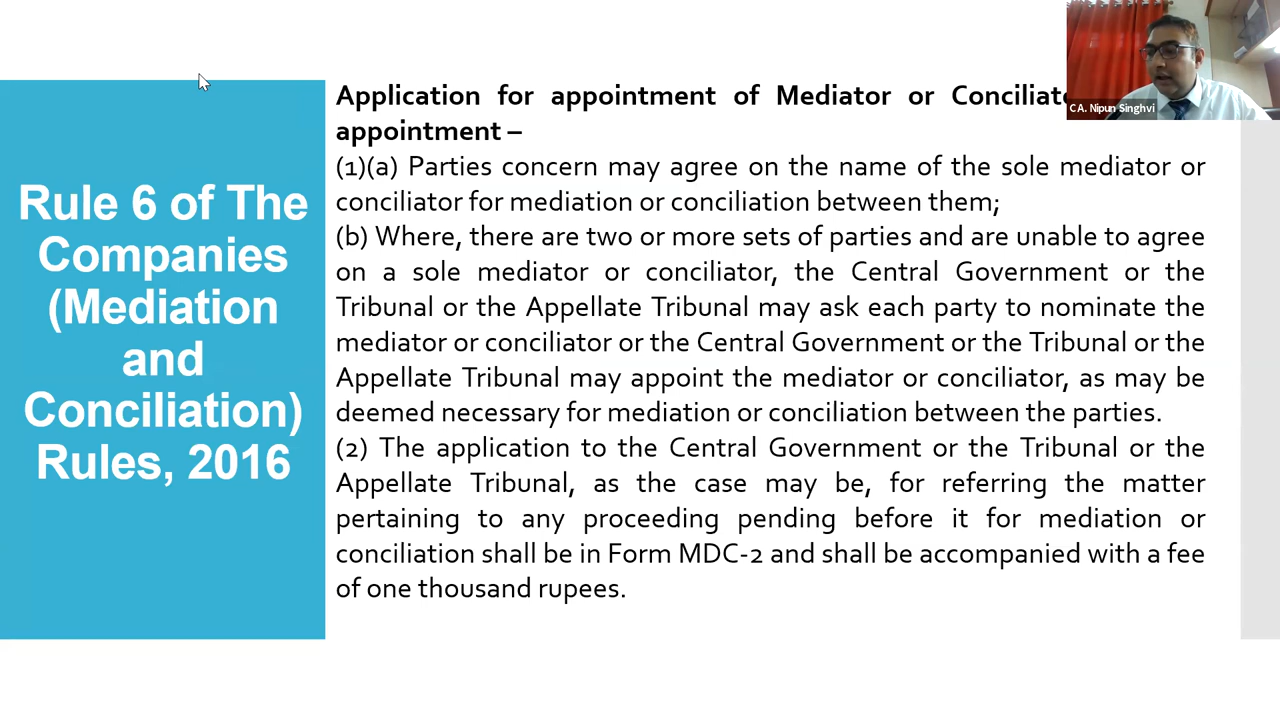 Rule 6 of The
Companies
(Mediation
and
Conciliation)
Rules, 2016
Application for appointment of Mediator or
appointment –
(1)(a) Parties concern may agree on the name of the sole mediator or
conciliator for mediation or conciliation between them;
(b) Where, there are two or more sets of parties and are unable to agree
on a sole mediator or conciliator, the Central Government or the
Tribunal or the Appellate Tribunal may ask each party to nominate the
mediator or conciliator or the Central Government or the Tribunal or the
Appellate Tribunal may appoint the mediator or conciliator, as may be
deemed necessary for mediation or conciliation between the parties.
(2) The application to the Central Government or the Tribunal or the
Appellate Tribunal, as the case may be, for referring the matter
pertaining to any proceeding pending before it for mediation or
conciliation shall be in Form MDC-2 and shall be accompanied with a fee
of one thousand rupees.
CA. Nipun Singhvi